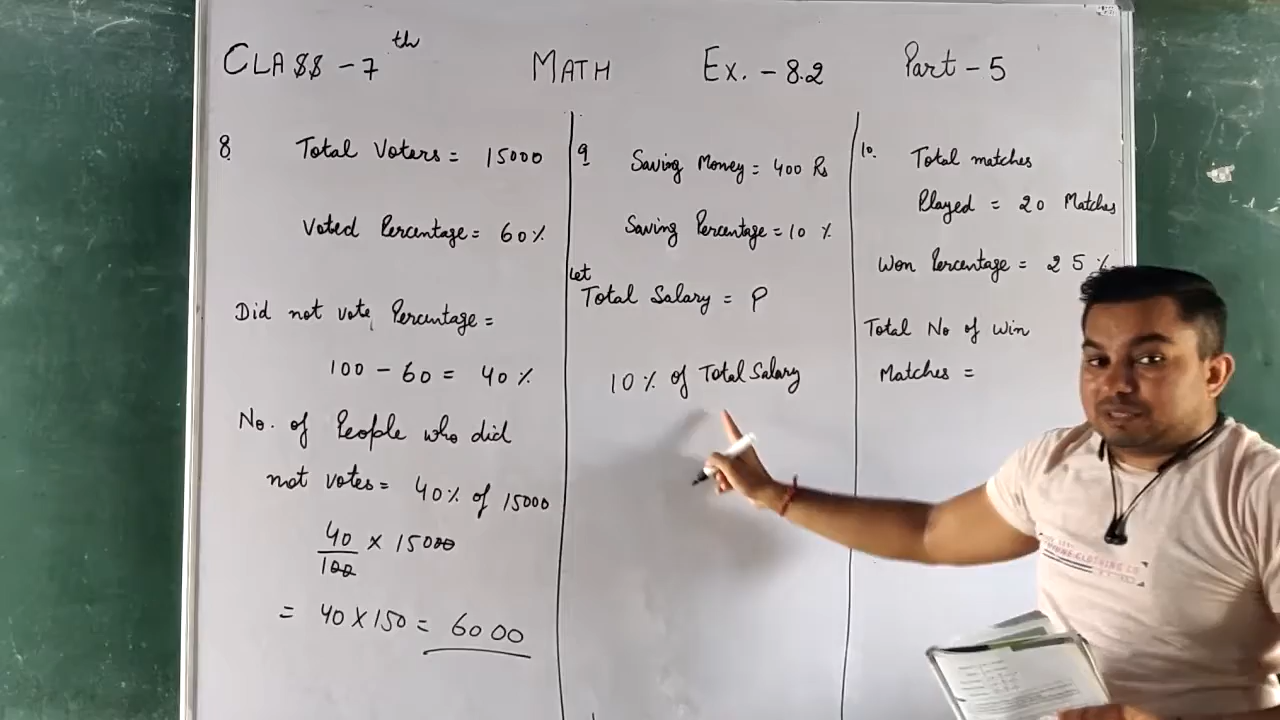 CLASS - 7th MATH Ex. - 8.2 Part - 5
8. Total Voters = 15000
Voted Percentage = 60%
Did not vote Percentage =
100 - 60 = 40%
No. of People who did
not votes = 40% of 15000
40/100 × 15000
= 40 × 150 = 6000
9 Saving Money = 400 Rs
Saving Percentage = 10 %
Let
Total Salary = P
10% of Total Salary
10. Total matches
Played = 20 Matches
Won Percentage = 25%
Total No of Win
Matches =